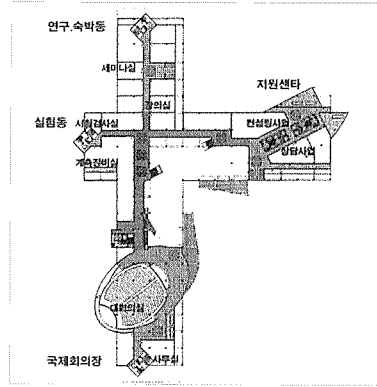 연구.숙박동
세미나실
강의실
지원센타
시험검사실
컨설팅사업
실험동
상담사업
계측장비실
대회의실
국제회의장
사무실